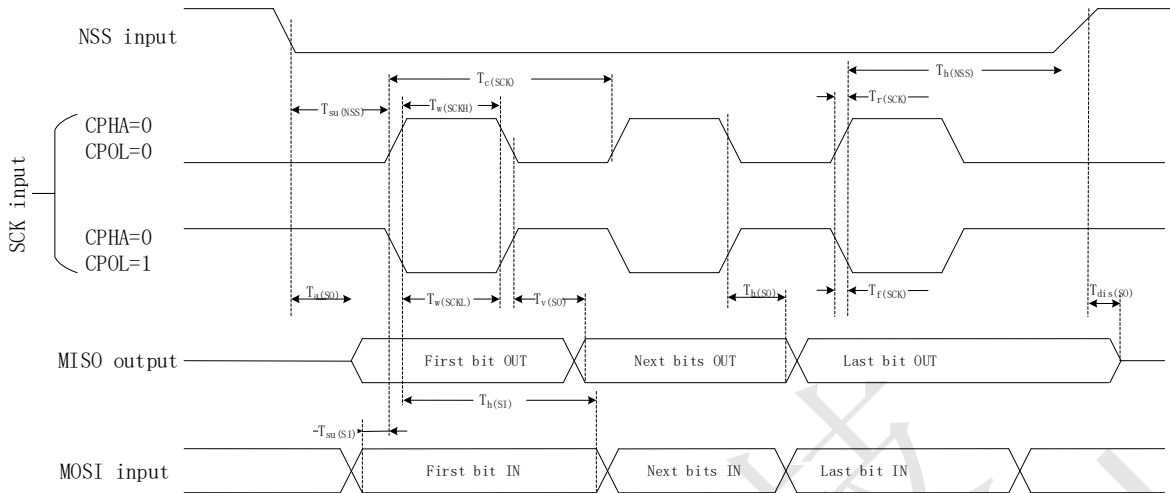 NSS input
Tc(SCK)
Th(NSS)
Tsu(NSS)
Tw(SCKH)
Tr(SCK)
SCK input
CPHA=0
CPOL=0
CPHA=0
CPOL=1
Ta(SO)
Tw(SCKL)
Tv(SO)
Th(SO)
Tf(SCK)
Tdis(SO)
MISO output
First bit OUT
Next bits OUT
Last bit OUT
Th(SI)
Tsu(SI)
MOSI input
First bit IN
Next bits IN
Last bit IN